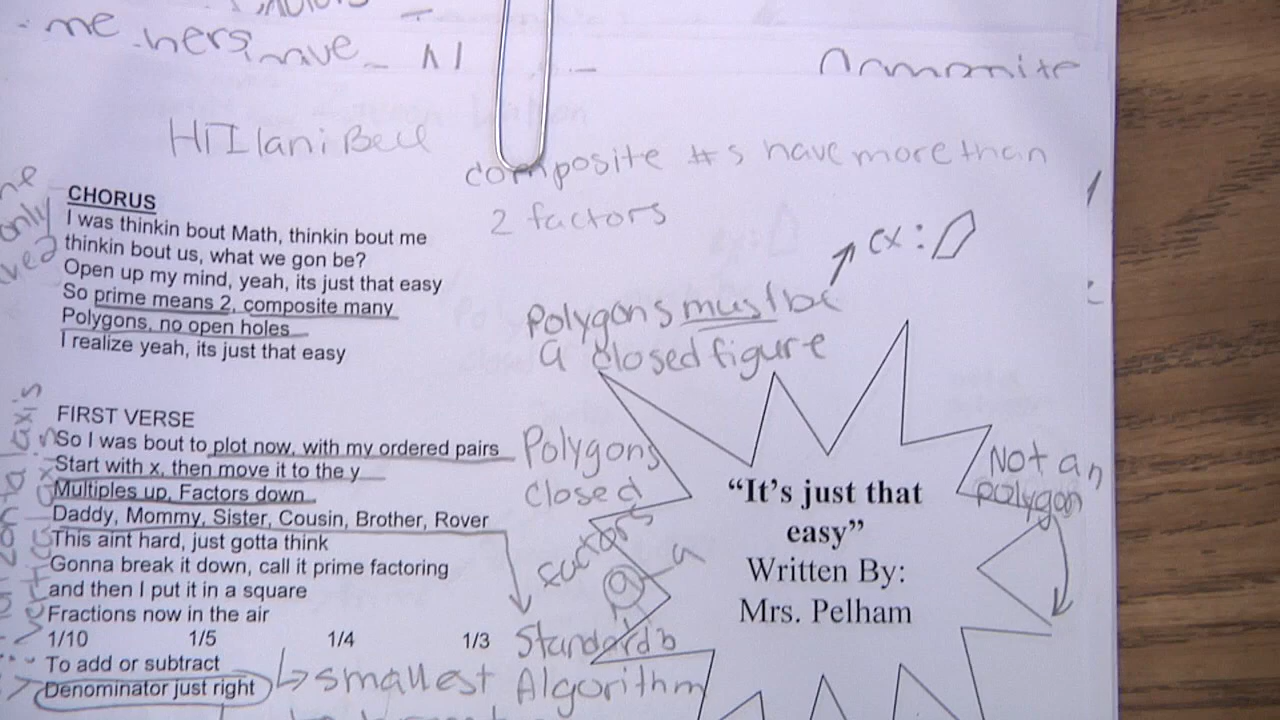 me
HI Ilani Bell
composite #s have more than
2 factors
ex:
Polygons must be
a closed figure
CHORUS
I was thinkin bout Math, thinkin bout me
thinkin bout us, what we gon be?
Open up my mind, yeah, its just that easy
So prime means 2, composite many
Polygons, no open holes
I realize yeah, its just that easy
FIRST VERSE
So I was bout to plot now, with my ordered pairs
Start with x, then move it to the y
Multiples up, Factors down
Daddy, Mommy, Sister, Cousin, Brother, Rover
This aint hard, just gotta think
Gonna break it down, call it prime factoring
and then I put it in a square
Fractions now in the air
1/10 1/5 1/4 1/3
To add or subtract
Denominator just right
smallest
Polygons
closed
factors
Standard
Algorithm
Not an
polygon
"It's just that
easy"
Written By:
Mrs. Pelham
only
axis